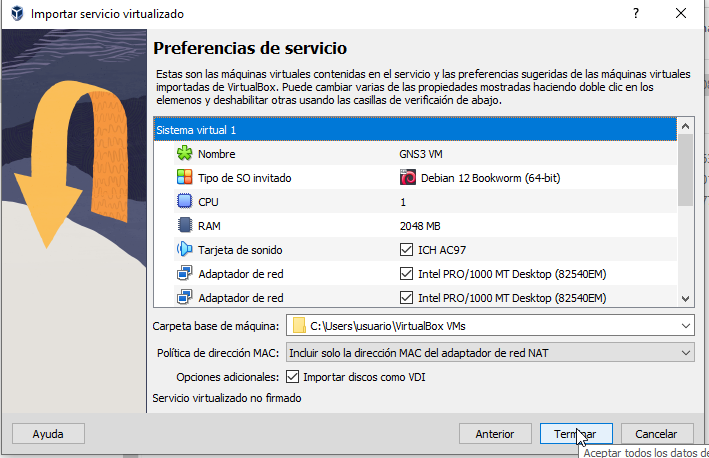 Importar servicio virtualizado
Preferencias de servicio
Estas son las máquinas virtuales contenidas en el servicio y las preferencias sugeridas de las máquinas virtuales
importadas de VirtualBox. Puede cambiar varias de las propiedades mostradas haciendo doble clic en los
elemenos y deshabilitar otras usando las casillas de verificaión de abajo.
Sistema virtual 1
Nombre GNS3 VM
Tipo de SO invitado Debian 12 Bookworm (64-bit)
CPU 1
RAM 2048 MB
Tarjeta de sonido ICH AC97
Adaptador de red Intel PRO/1000 MT Desktop (82540EM)
Adaptador de red Intel PRO/1000 MT Desktop (82540EM)
Carpeta base de máquina: C:\Users\usuario\VirtualBox VMs
Política de dirección MAC: Incluir solo la dirección MAC del adaptador de red NAT
Opciones adicionales: Importar discos como VDI
Servicio virtualizado no firmado
Ayuda Anterior Terminar Cancelar
Aceptar todos los datos de